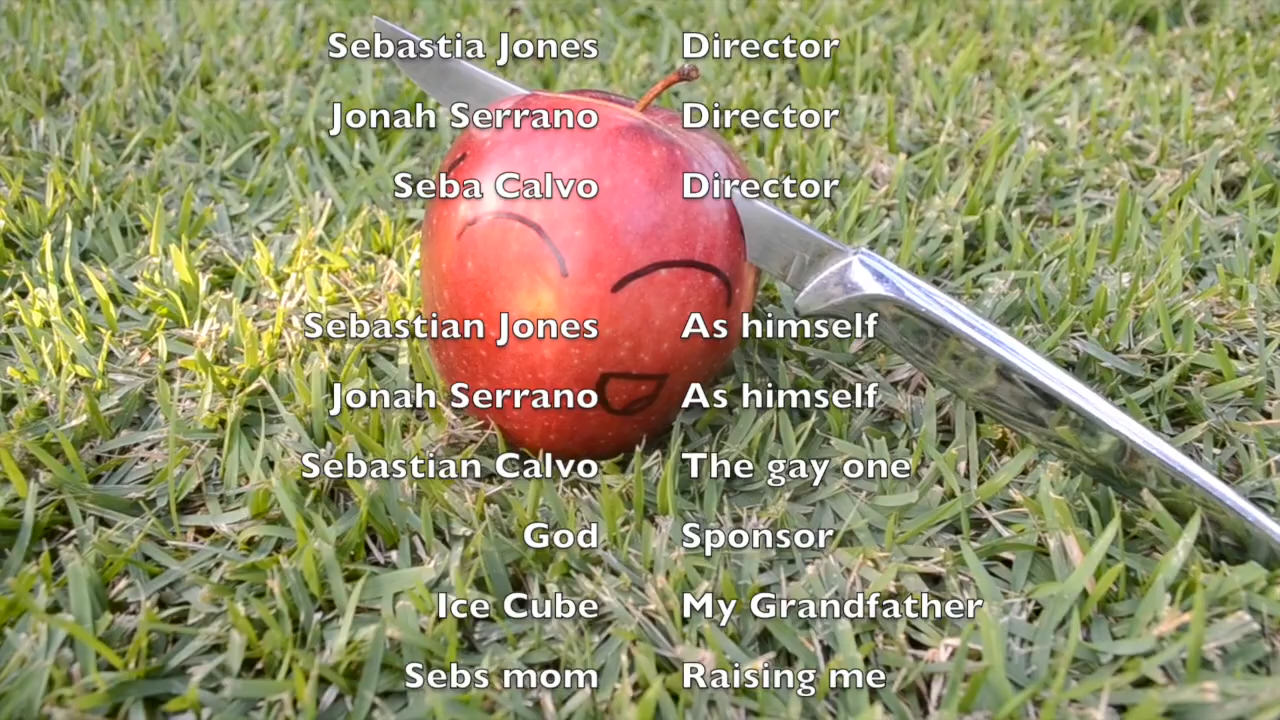 Sebastia Jones Director
Jonah Serrano Director
Seba Calvo Director
Sebastian Jones As himself
Jonah Serrano As himself
Sebastian Calvo The gay one
God Sponsor
Ice Cube My Grandfather
Sebs mom Raising me